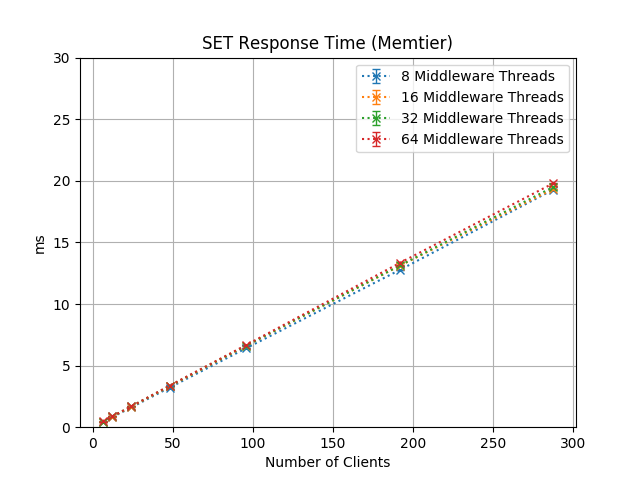 SET Response Time (Memtier)
30
25
20
15
10
5
0
ms
8 Middleware Threads
16 Middleware Threads
32 Middleware Threads
64 Middleware Threads
0 50 100 150 200 250 300
Number of Clients